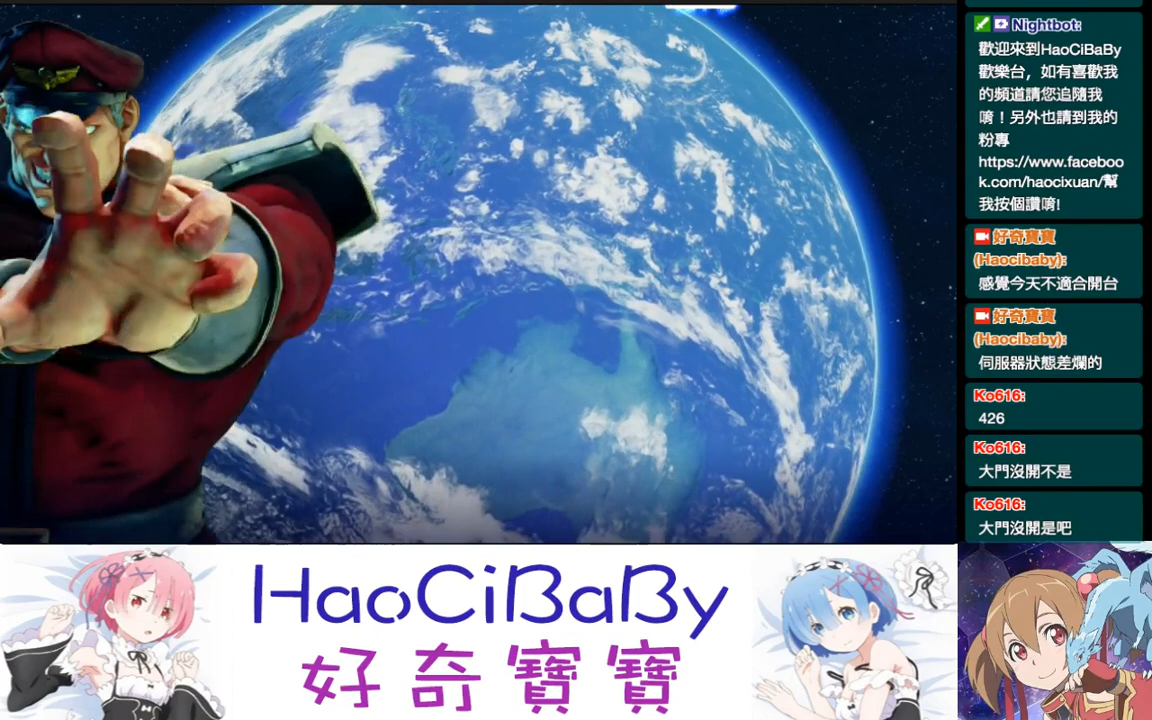 Nightbot:
歡迎來到HaoCiBaBy
歡樂台，如有喜歡我
的頻道請您追隨我
唷！另外也請到我的
粉專
https://www.faceboo
k.com/haocixuan/幫
我按個讚唷!
好奇寶寶
(Haocibaby):
感覺今天不適合開台
好奇寶寶
(Haocibaby):
伺服器狀態差爛的
Ko616:
426
Ko616:
大門沒開不是
Ko616:
大門沒開是吧
HaoCiBaBy
好奇寶寶